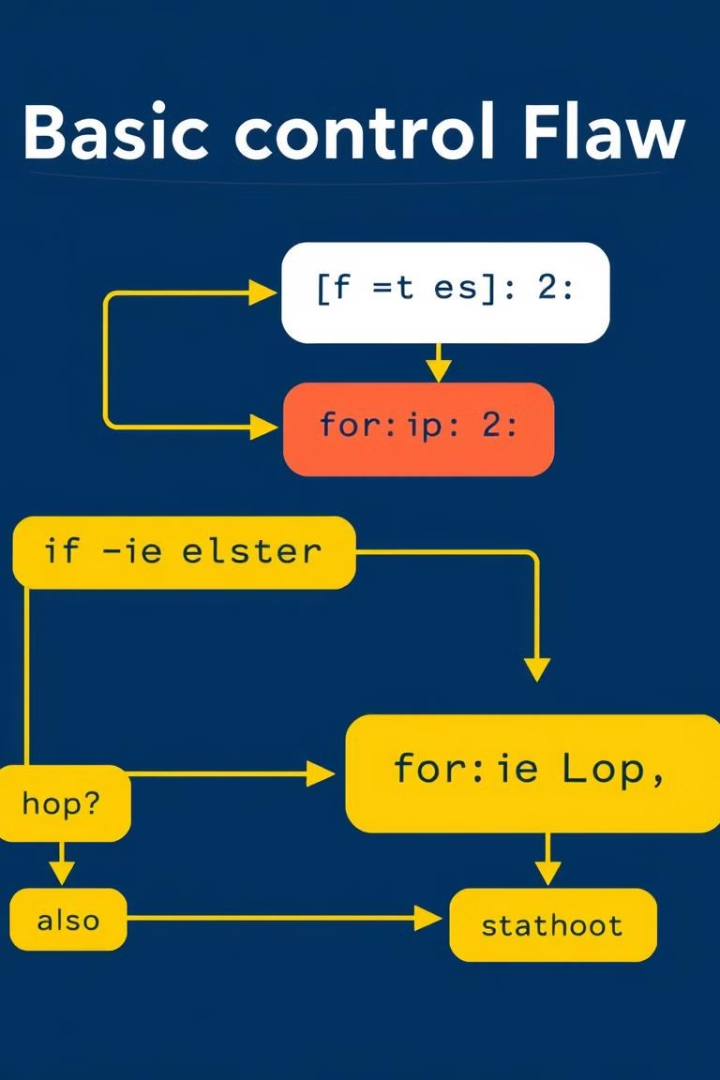 Basic control Flaw
[f =t es]: 2:
for:ip: 2:
if -ie elster
for:ie Lop,
hop?
also
stathoot